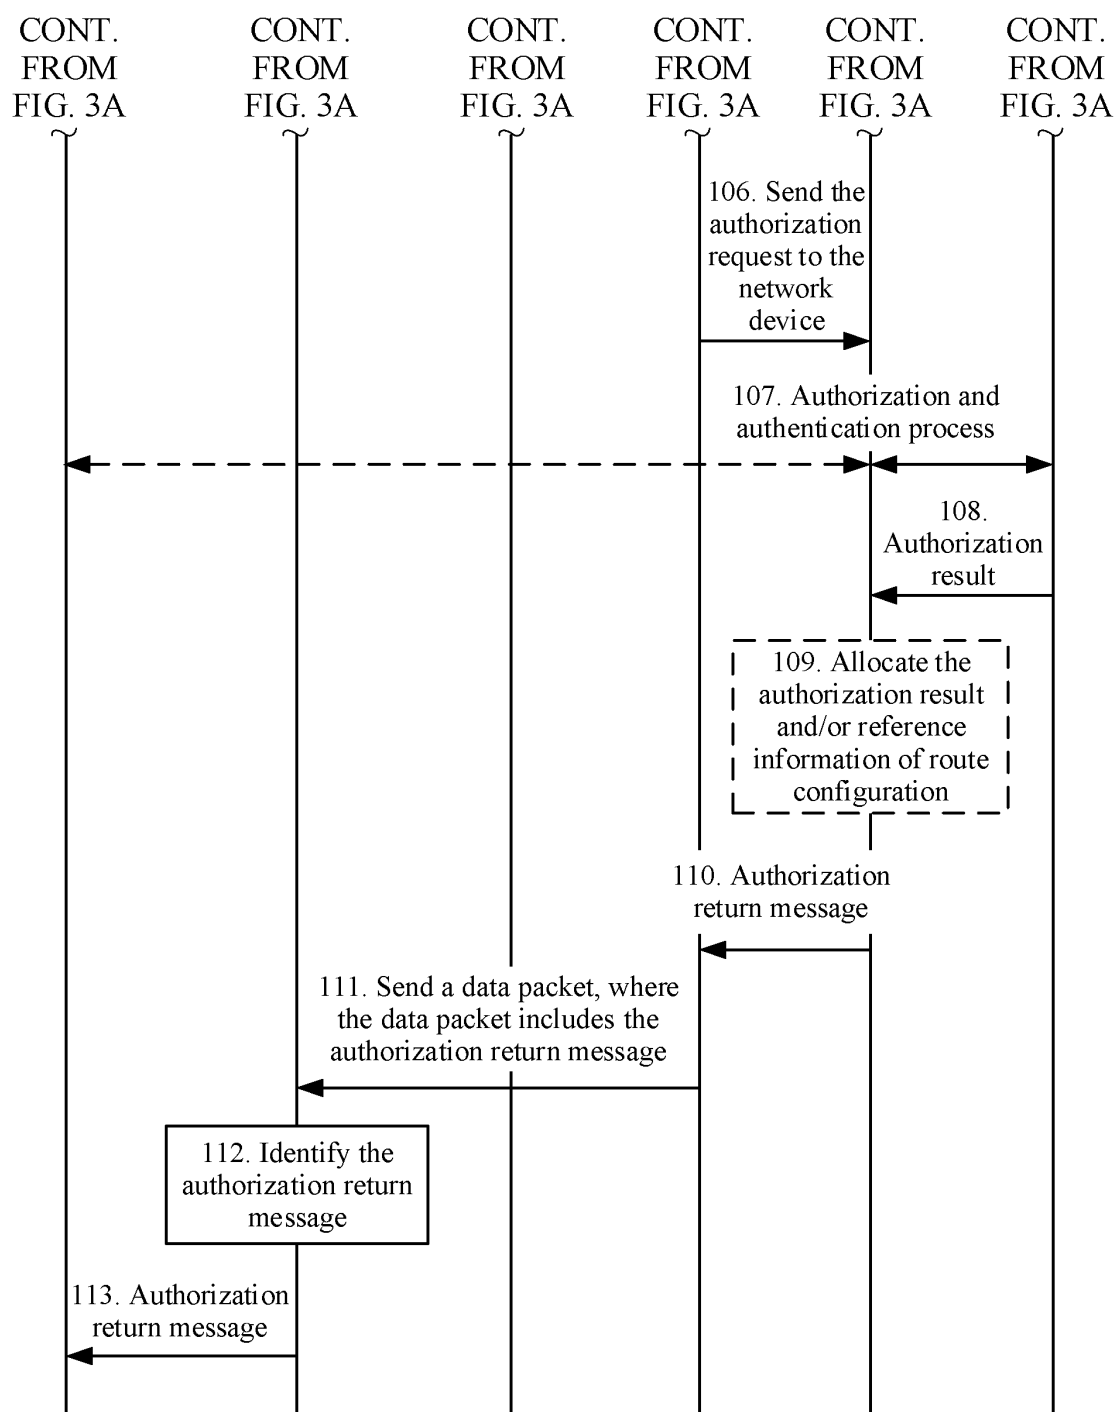 CONT. FROM FIG. 3A
CONT. FROM FIG. 3A
CONT. FROM FIG. 3A
CONT. FROM FIG. 3A
CONT. FROM FIG. 3A
CONT. FROM FIG. 3A
106. Send the
authorization
request to the
network
device
107. Authorization and
authentication process
108.
Authorization
result
109. Allocate the
authorization result
and/or reference
information of route
configuration
110. Authorization
return message
111. Send a data packet, where
the data packet includes the
authorization return message
112. Identify the
authorization return
message
113. Authorization
return message